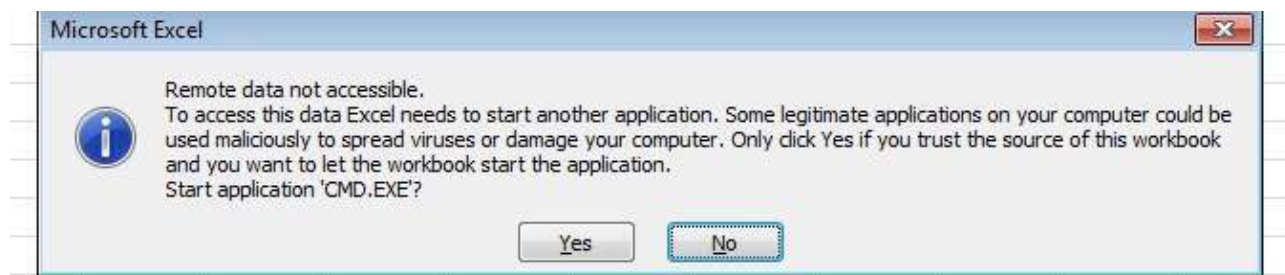 Microsoft Excel
Remote data not accessible.
To access this data Excel needs to start another application. Some legitimate applications on your computer could be
used maliciously to spread viruses or damage your computer. Only click Yes if you trust the source of this workbook
and you want to let the workbook start the application.
Start application 'CMD.EXE'?
Yes No